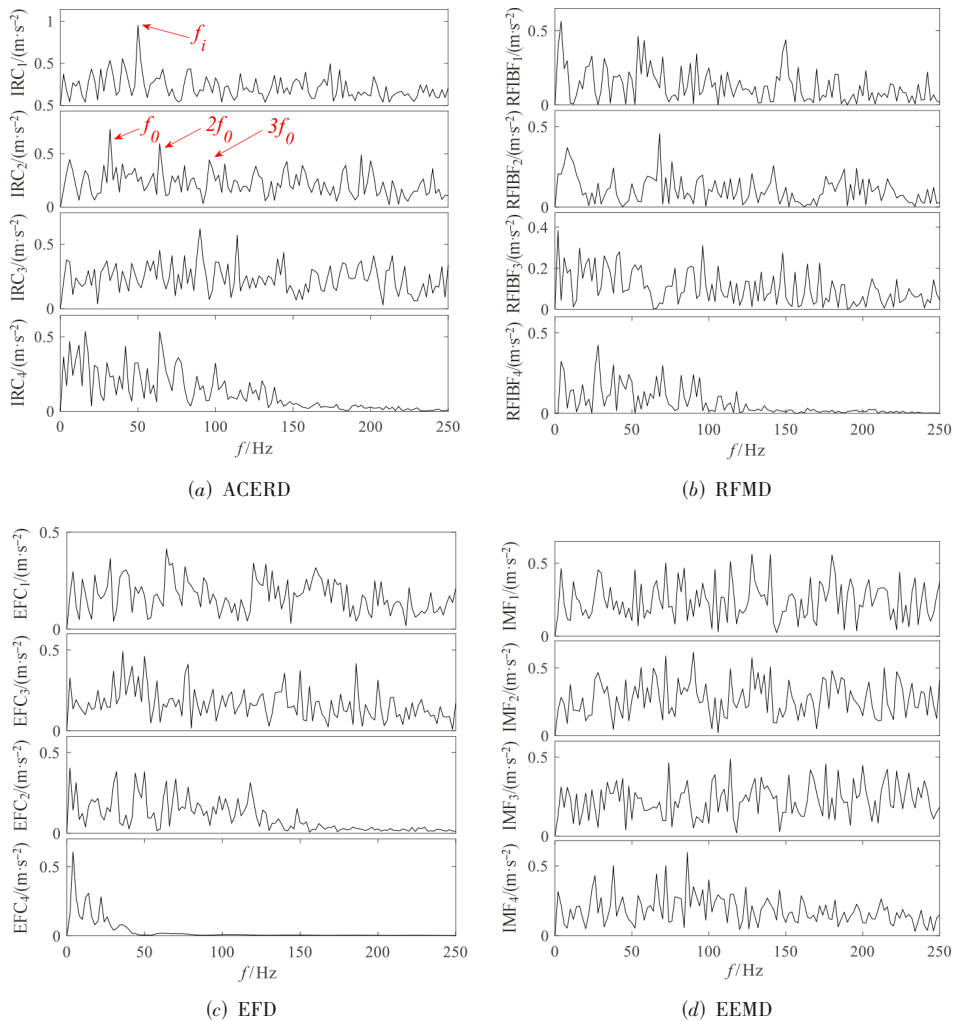 1
0.5
IRC1/(m·s−2)
fi
0.5
0
IRC2/(m·s−2)
f0
2f0
3f0
0.5
0
IRC3/(m·s−2)
0.5
0
IRC4/(m·s−2)
0 50 100 150 200 250
f/Hz
(a) ACERD
0.5
0
RFIBF1/(m·s−2)
0.5
0
RFIBF2/(m·s−2)
0.4
0.2
0
RFIBF3/(m·s−2)
0.5
0
RFIBF4/(m·s−2)
0 50 100 150 200 250
f/Hz
(b) RFMD
0.5
0
EFC1/(m·s−2)
0.5
0
EFC3/(m·s−2)
0.5
0
EFC2/(m·s−2)
0.5
0
EFC4/(m·s−2)
0 50 100 150 200 250
f/Hz
(c) EFD
0.5
0
IMF1/(m·s−2)
0.5
0
IMF2/(m·s−2)
0.5
0
IMF3/(m·s−2)
0.5
0
IMF4/(m·s−2)
0 50 100 150 200 250
f/Hz
(d) EEMD